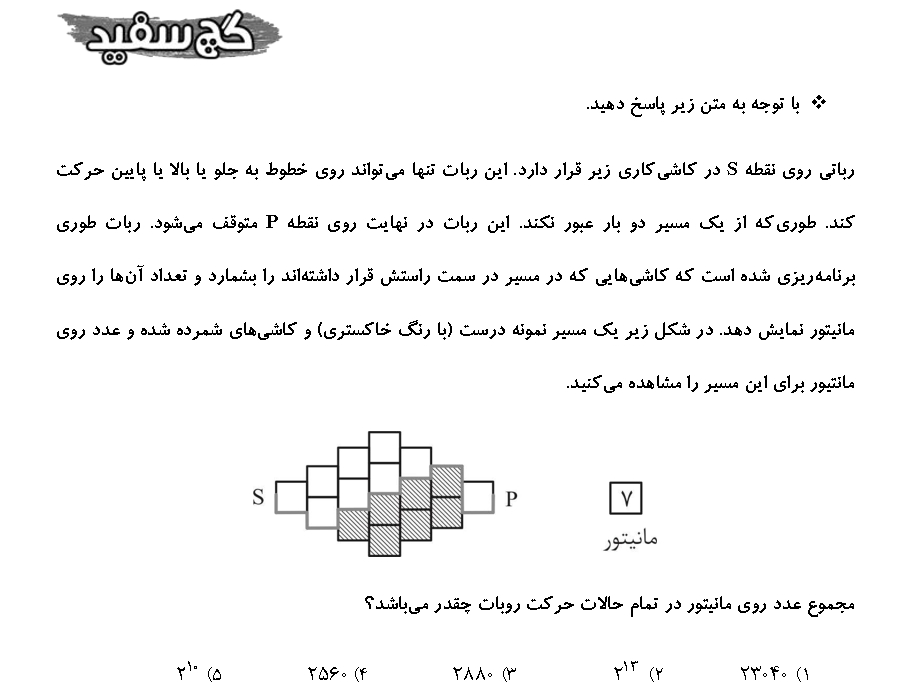 گچ سفید
❖ با توجه به متن زیر پاسخ دهید.
رباتی روی نقطه S در کاشی‌کاری زیر قرار دارد. این ربات تنها می‌تواند روی خطوط به جلو یا بالا یا پایین حرکت
کند. طوری‌که از یک مسیر دو بار عبور نکند. این ربات در نهایت روی نقطه P متوقف می‌شود. ربات طوری
برنامه‌ریزی شده است که کاشی‌هایی که در مسیر در سمت راستش قرار داشته‌اند را بشمارد و تعداد آن‌ها را روی
مانیتور نمایش دهد. در شکل زیر یک مسیر نمونه درست (با رنگ خاکستری) و کاشی‌های شمرده شده و عدد روی
مانتیور برای این مسیر را مشاهده می‌کنید.
S P ۷
مانیتور
مجموع عدد روی مانیتور در تمام حالات حرکت روبات چقدر می‌باشد؟
۱) ۲۳۰۴۰ ۲) ۲^۱۳ ۳) ۲۸۸۰ ۴) ۲۵۶۰ ۵) ۲^۱۰